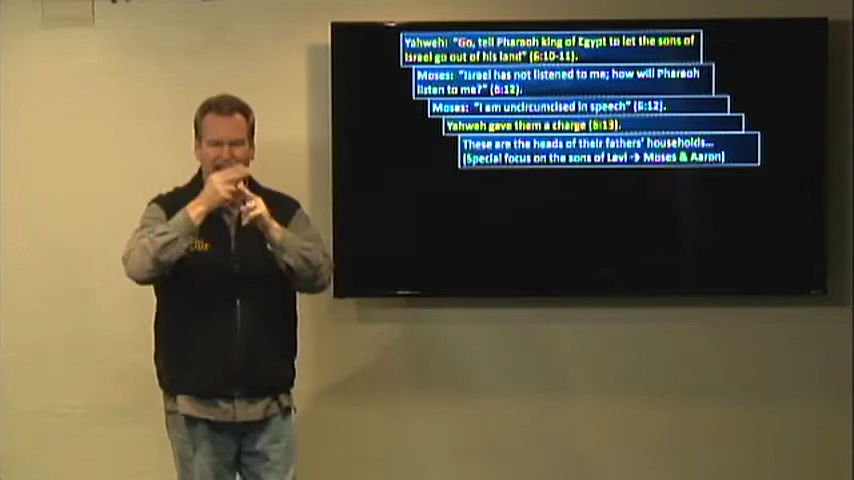 Yahweh: "Go, tell Pharaoh king of Egypt to let the sons of
Israel go out of his land" (6:10-11).
Moses: "Israel has not listened to me; how will Pharaoh
listen to me?" (6:12).
Moses: "I am uncircumcised in speech" (6:12).
Yahweh gave them a charge (6:13).
These are the heads of their fathers' households...
(Special focus on the sons of Levi → Moses & Aaron)